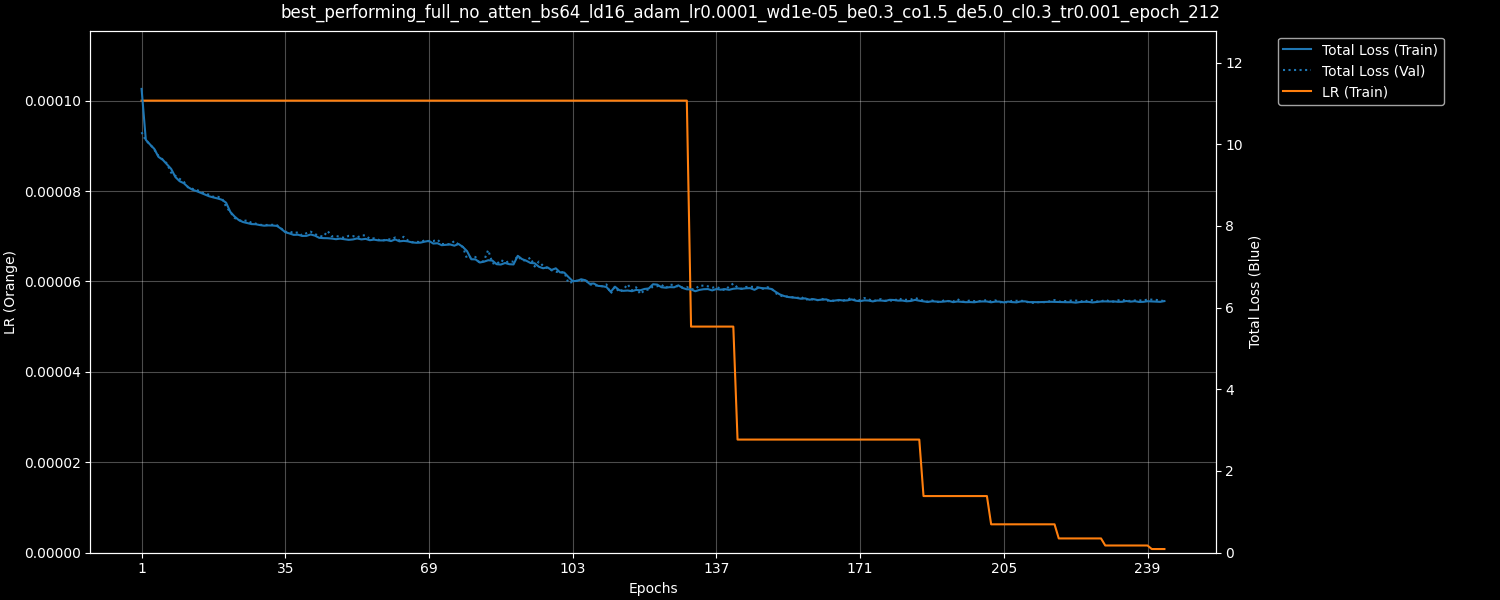 best_performing_full_no_atten_bs64_ld16_adam_lr0.0001_wd1e-05_be0.3_co1.5_de5.0_cl0.3_tr0.001_epoch_212
Total Loss (Train)
Total Loss (Val)
LR (Train)
LR (Orange)
0.00010
0.00008
0.00006
0.00004
0.00002
0.00000
12
10
8
6
4
2
0
Total Loss (Blue)
1 35 69 103 137 171 205 239
Epochs